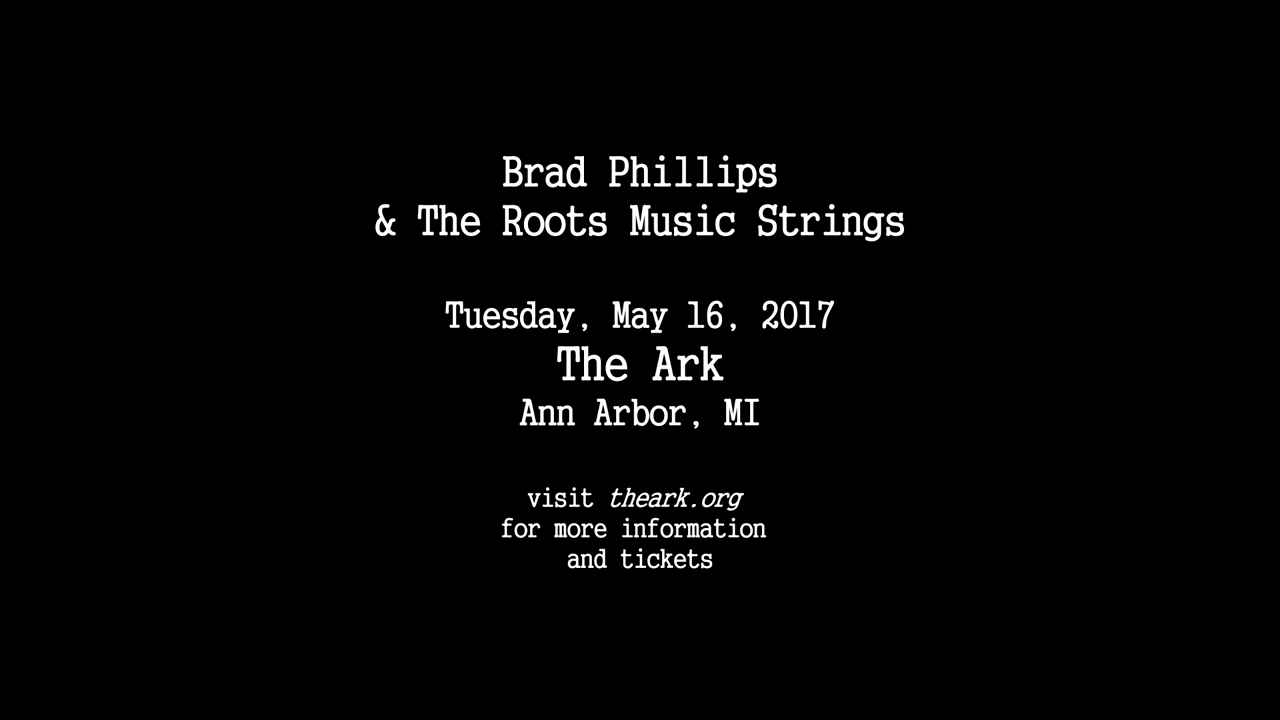 Brad Phillips
& The Roots Music Strings
Tuesday, May 16, 2017
The Ark
Ann Arbor, MI
visit theark.org
for more information
and tickets